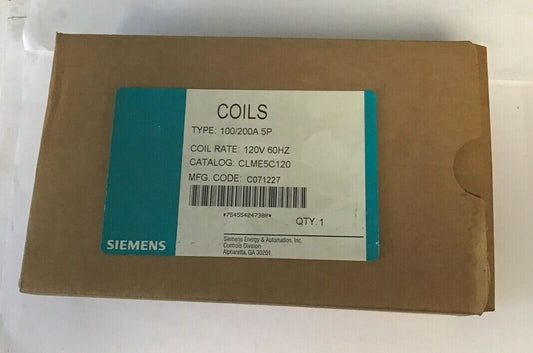 COILS
TYPE: 100/200A 5P
COIL RATE: 120V 60HZ
CATALOG: CLME5C120
MFG. CODE: C071227
*754554247380*
QTY. 1
SIEMENS
Siemens Energy & Automation, Inc.
Controls Division
Alpharetta, GA 30201